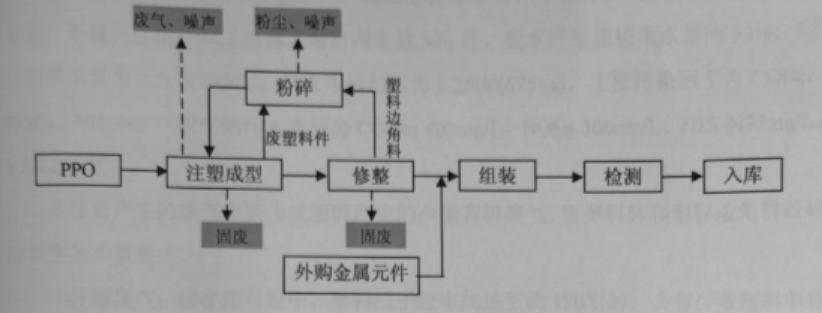 废气、噪声
粉尘、噪声
粉碎
塑料边角料
废塑料件
PPO
注塑成型
修整
组装
检测
入库
固废
固废
外购金属元件